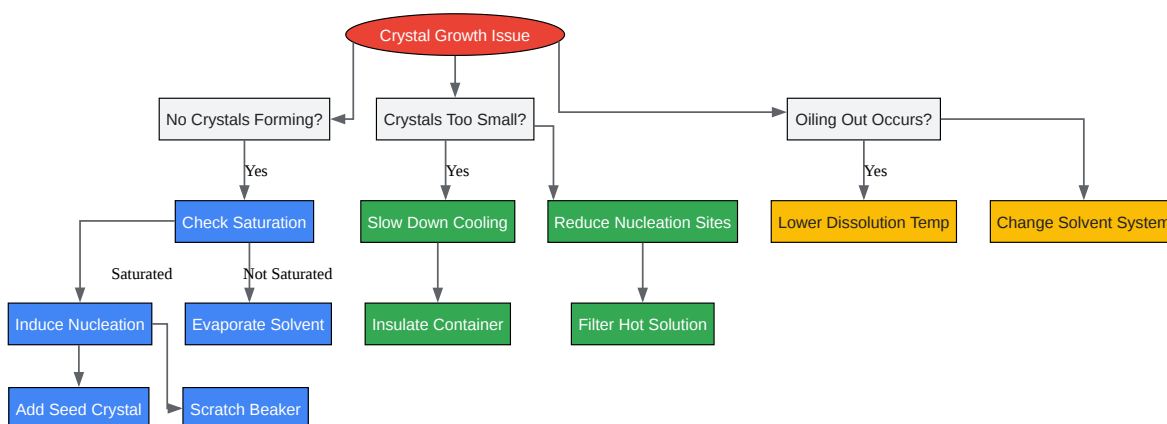 Crystal Growth Issue
No Crystals Forming?
Crystals Too Small?
Oiling Out Occurs?
Yes
Yes
Yes
Check Saturation
Slow Down Cooling
Reduce Nucleation Sites
Lower Dissolution Temp
Change Solvent System
Saturated
Not Saturated
Induce Nucleation
Evaporate Solvent
Insulate Container
Filter Hot Solution
Add Seed Crystal
Scratch Beaker